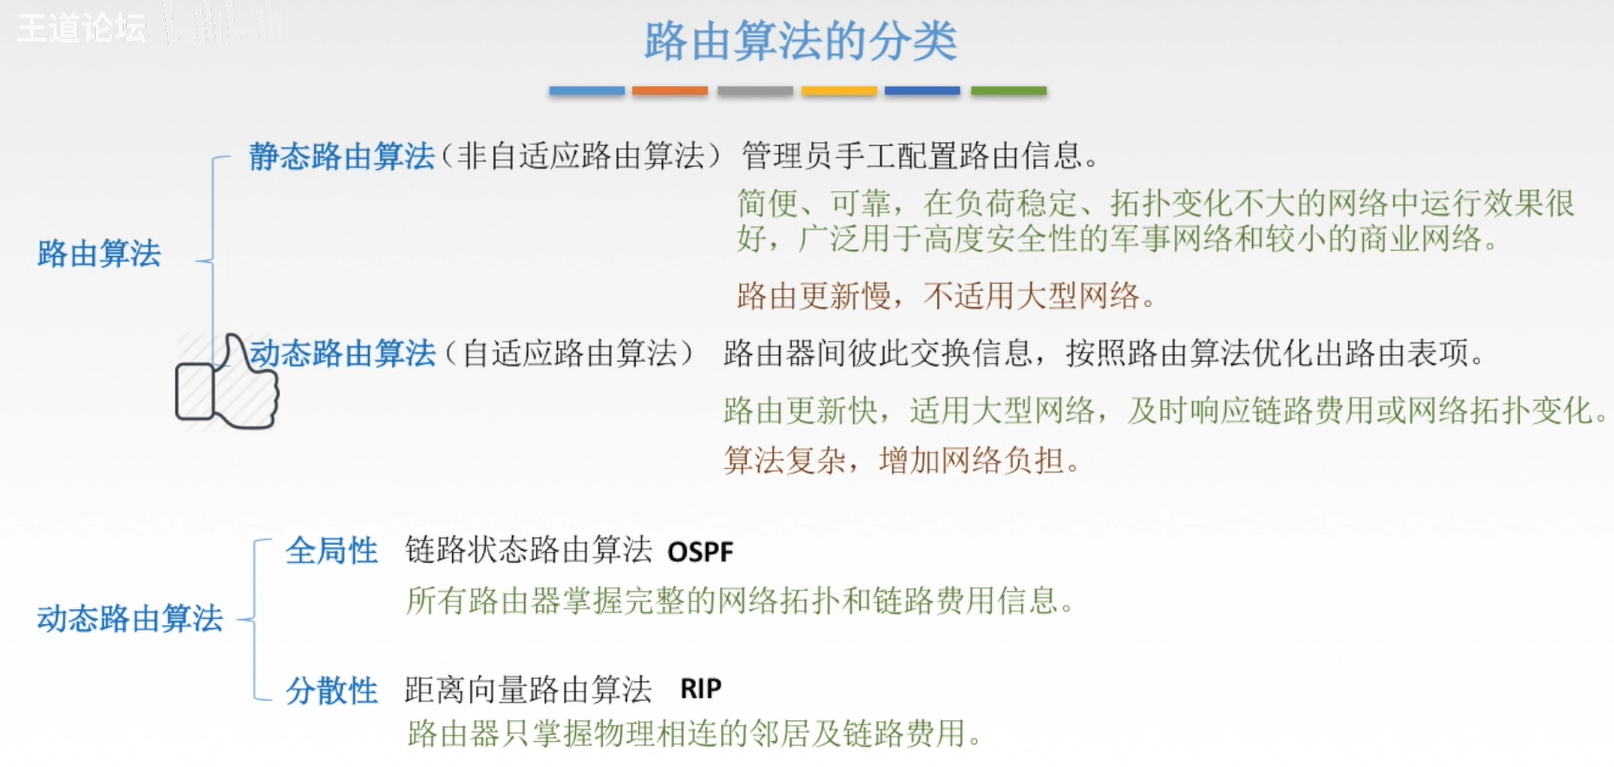 王道论坛
路由算法的分类
静态路由算法（非自适应路由算法） 管理员手工配置路由信息。
简便、可靠，在负荷稳定、拓扑变化不大的网络中运行效果很
好，广泛用于高度安全性的军事网络和较小的商业网络。
路由算法
路由更新慢，不适用大型网络。
动态路由算法（自适应路由算法） 路由器间彼此交换信息，按照路由算法优化出路由表项。
路由更新快，适用大型网络，及时响应链路费用或网络拓扑变化。
算法复杂，增加网络负担。
全局性 链路状态路由算法 OSPF
所有路由器掌握完整的网络拓扑和链路费用信息。
动态路由算法
分散性 距离向量路由算法 RIP
路由器只掌握物理相连的邻居及链路费用。